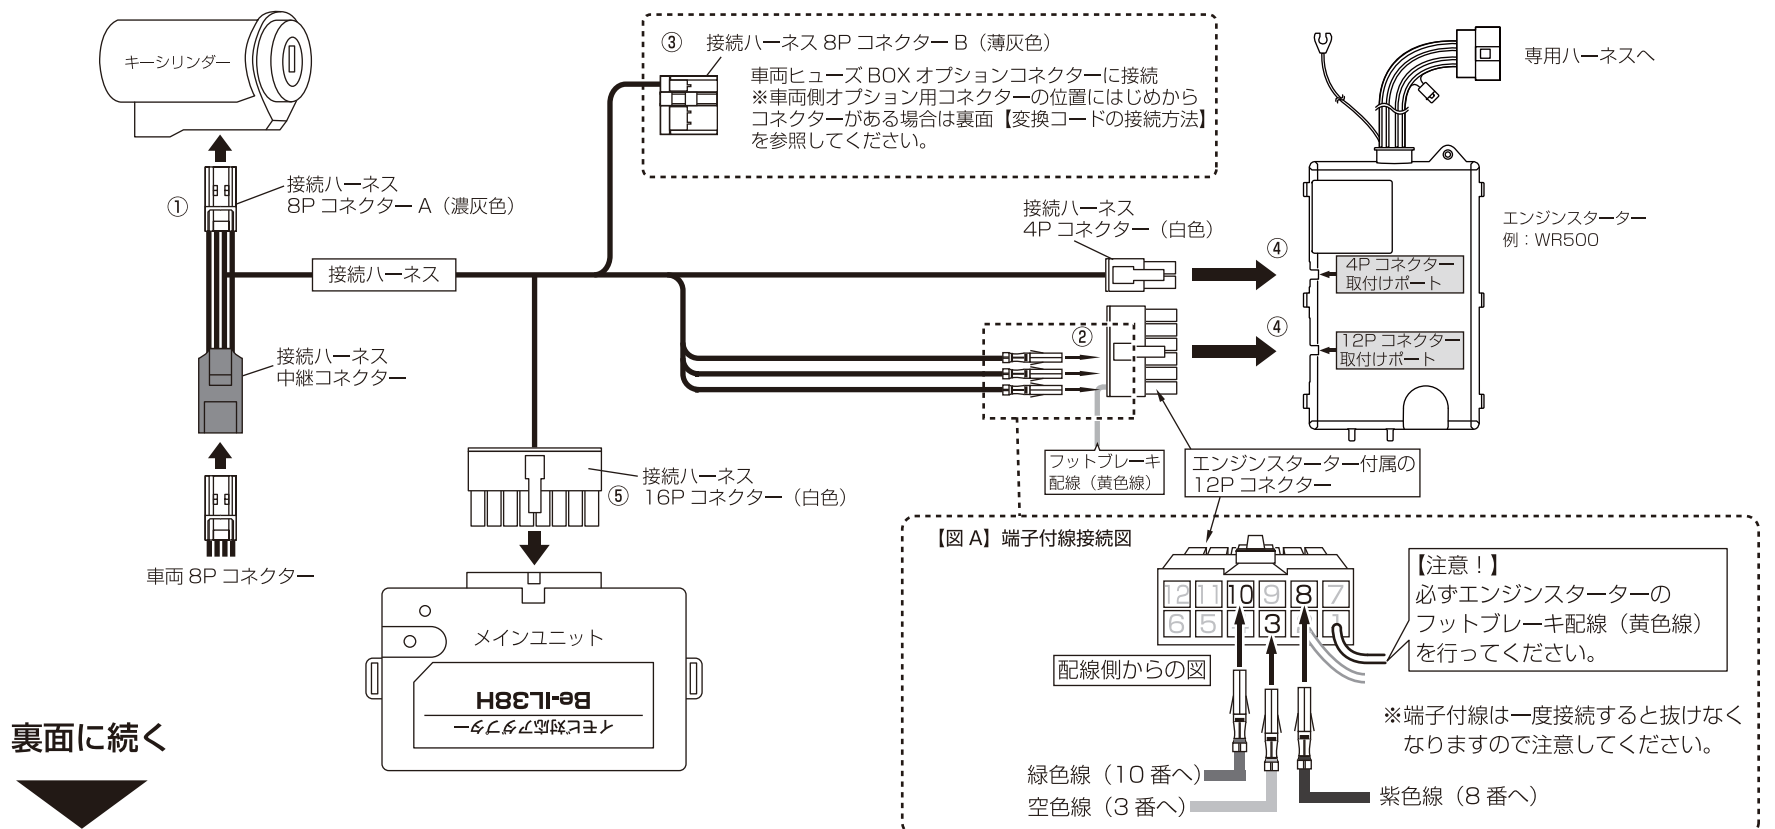 キーシリンダー
①
接続ハーネス
8P コネクター A（濃灰色）
接続ハーネス
接続ハーネス
中継コネクター
車両 8P コネクター
③ 接続ハーネス 8P コネクター B（薄灰色）
車両ヒューズ BOX オプションコネクターに接続
※車両側オプション用コネクターの位置にはじめから
コネクターがある場合は裏面【変換コードの接続方法】
を参照してください。
接続ハーネス
4P コネクター（白色）
④
④
②
専用ハーネスへ
エンジンスターター
例：WR500
4P コネクター
取付けポート
12P コネクター
取付けポート
フットブレーキ
配線（黄色線）
エンジンスターター付属の
12P コネクター
接続ハーネス
⑤ 16P コネクター（白色）
メインユニット
Be-IL38H
イモビ対応アダプター
【図 A】端子付線接続図
12 11 10 9 8 7
6 5 3
配線側からの図
【注意！】
必ずエンジンスターターの
フットブレーキ配線（黄色線）
を行ってください。
※端子付線は一度接続すると抜けなく
なりますので注意してください。
緑色線（10 番へ）
空色線（3 番へ）
紫色線（8 番へ）
裏面に続く